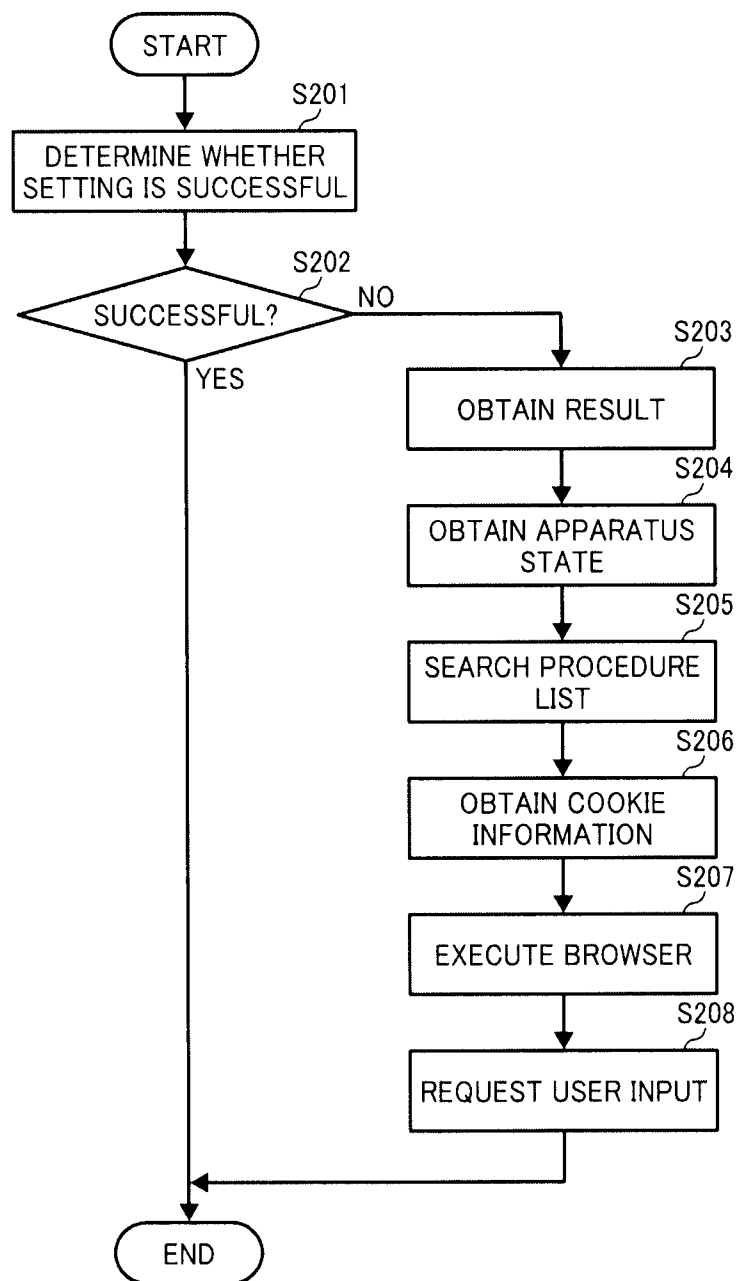 START
S201
DETERMINE WHETHER
SETTING IS SUCCESSFUL
S202
SUCCESSFUL?
NO
YES
S203
OBTAIN RESULT
S204
OBTAIN APPARATUS
STATE
S205
SEARCH PROCEDURE
LIST
S206
OBTAIN COOKIE
INFORMATION
S207
EXECUTE BROWSER
S208
REQUEST USER INPUT
END